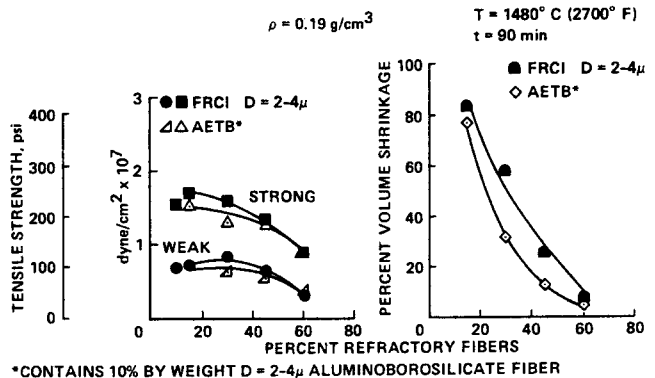 ρ = 0.19 g/cm³
T = 1480° C (2700° F)
t = 90 min
TENSILE STRENGTH, psi
400
300
200
100
0
dyne/cm² x 10⁷
3
2
1
0
FRCI D = 2-4μ
AETB*
STRONG
WEAK
0 20 40 60 80
PERCENT VOLUME SHRINKAGE
100
80
60
40
20
0
FRCI D = 2-4μ
AETB*
0 20 40 60 80
PERCENT REFRACTORY FIBERS
*CONTAINS 10% BY WEIGHT D = 2-4μ ALUMINOBOROSILICATE FIBER